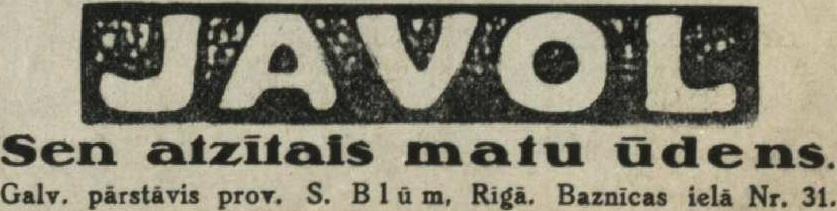 JAVOL
Sen atzītais matu ūdens.
Galv. pārstāvis prov. S. Blūm, Rīgā. Baznīcas ielā Nr. 31.